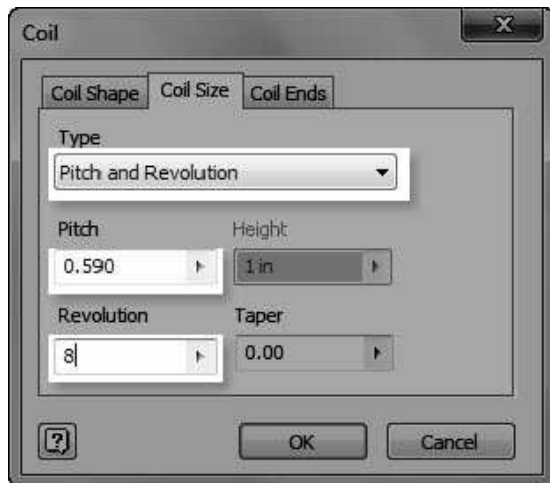 Coil
X
Coil Shape Coil Size Coil Ends
Type
Pitch and Revolution
Pitch Height
0.590 1 in
Revolution Taper
8 0.00
? OK Cancel